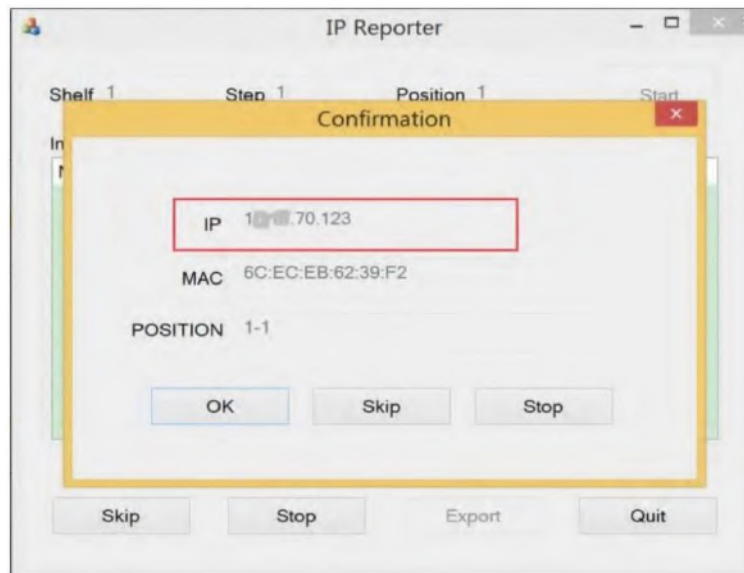 IP Reporter
Shelf 1 Step 1 Position 1 Start
Confirmation
IP .70.123
MAC 6C:EC:EB:62:39:F2
POSITION 1-1
OK Skip Stop
Skip Stop Export Quit